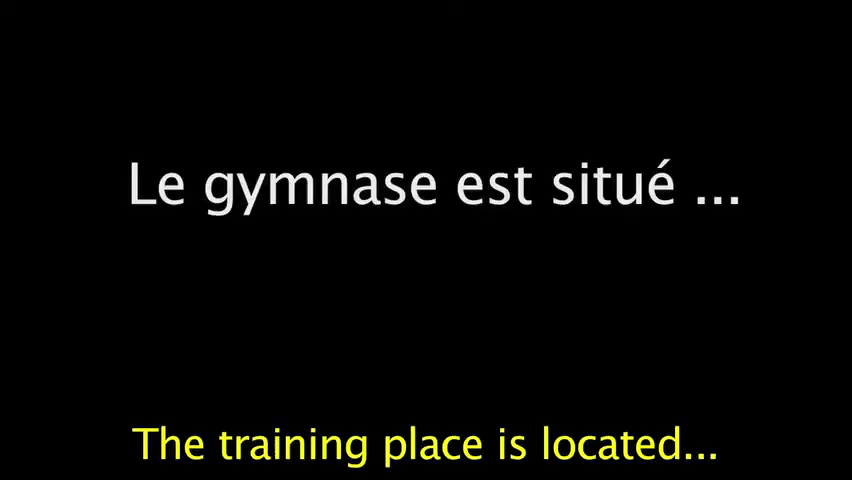 Le gymnase est situé ...
The training place is located...